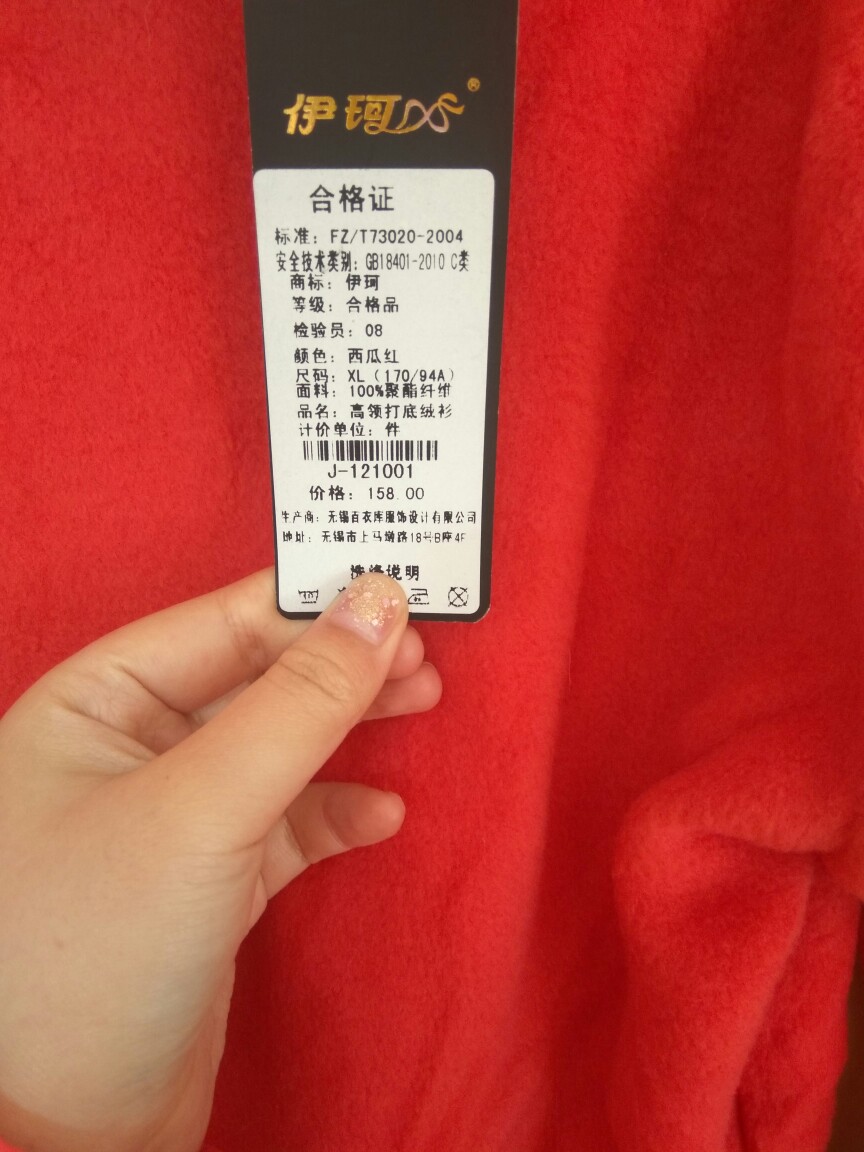 伊珂®
合格证
标准：FZ/T73020-2004
安全技术类别：GB18401-2010 C类
商标：伊珂
等级：合格品
检验员：08
颜色：西瓜红
尺码：XL（170/94A）
面料：100%聚酯纤维
品名：高领打底绒衫
计价单位：件
J-121001
价格：158.00
生产商：无锡百衣库服饰设计有限公司
地址：无锡市上马墩路18号B座4F
洗涤说明